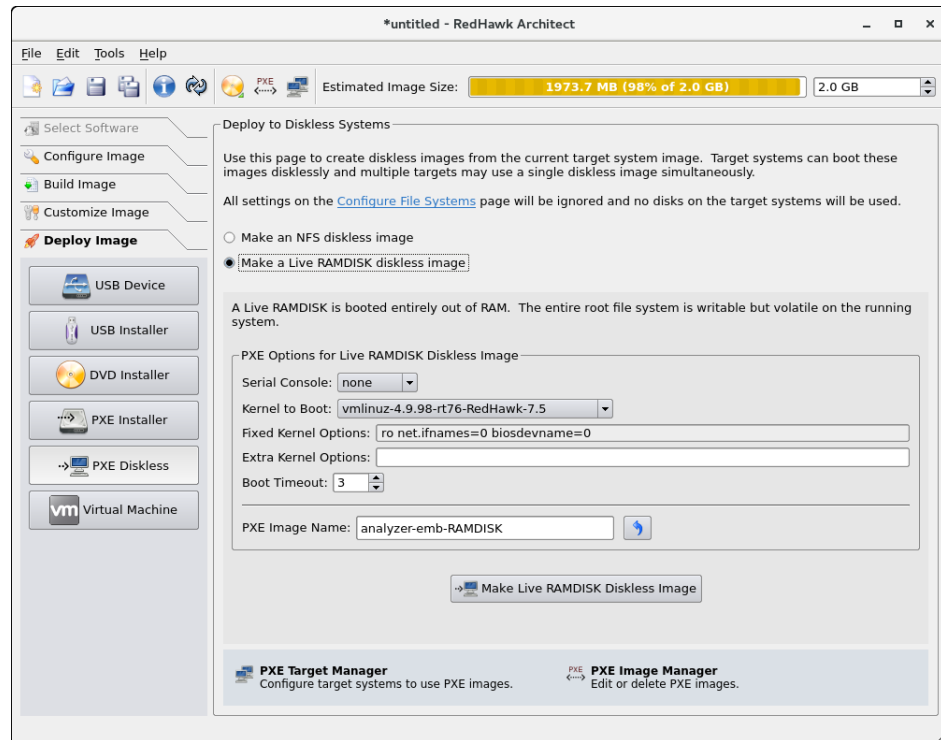 *untitled - RedHawk Architect
File Edit Tools Help
PXE
Estimated Image Size:
1973.7 MB (98% of 2.0 GB)
2.0 GB
Select Software
Configure Image
Build Image
Customize Image
Deploy Image
USB Device
USB Installer
DVD Installer
PXE Installer
PXE Diskless
vm Virtual Machine
Deploy to Diskless Systems
Use this page to create diskless images from the current target system image. Target systems can boot these
images disklessly and multiple targets may use a single diskless image simultaneously.
All settings on the Configure File Systems page will be ignored and no disks on the target systems will be used.
Make an NFS diskless image
Make a Live RAMDISK diskless image
A Live RAMDISK is booted entirely out of RAM. The entire root file system is writable but volatile on the running
system.
PXE Options for Live RAMDISK Diskless Image
Serial Console: none
Kernel to Boot: vmlinuz-4.9.98-rt76-RedHawk-7.5
Fixed Kernel Options: ro net.ifnames=0 biosdevname=0
Extra Kernel Options:
Boot Timeout: 3
PXE Image Name: analyzer-emb-RAMDISK
Make Live RAMDISK Diskless Image
PXE Target Manager
Configure target systems to use PXE images.
PXE PXE Image Manager
Edit or delete PXE images.